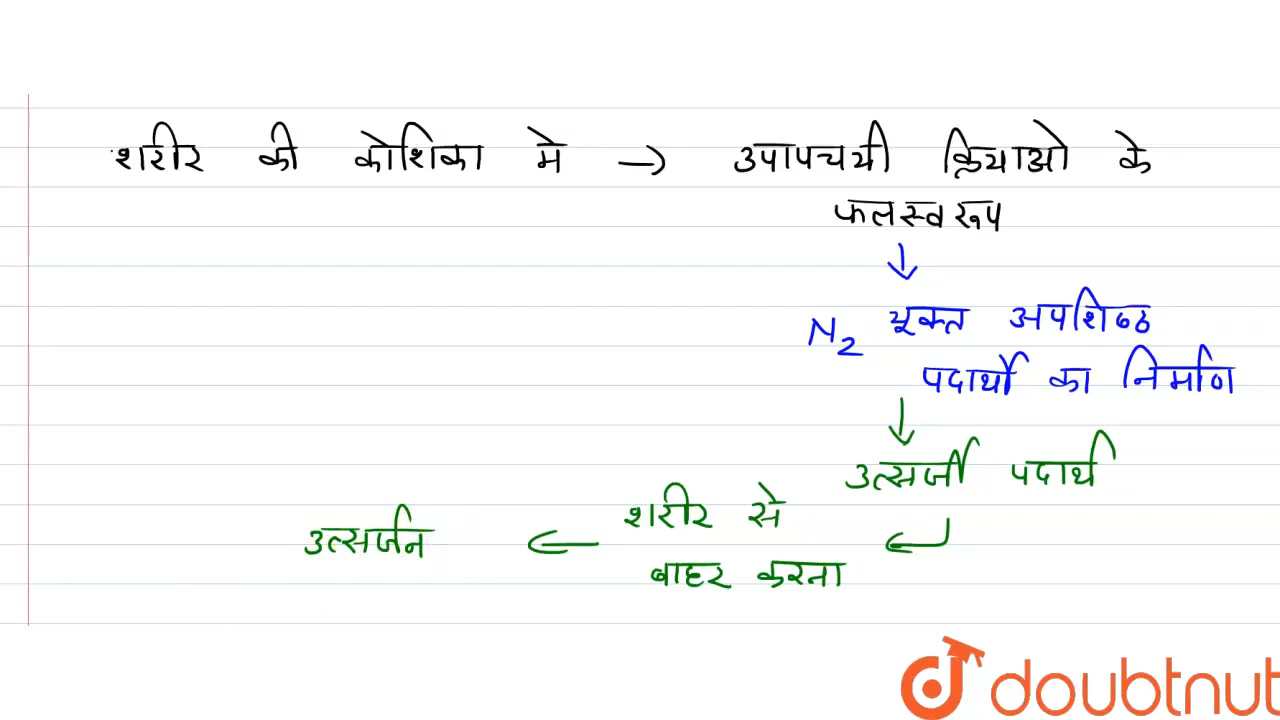 शरीर की कोशिका मे → उपापचयी क्रियाओ के
फलस्वरूप
↓
N2 युक्त अपशिष्ठ
पदार्थों का निर्माण
↓
उत्सर्जी पदार्थ
शरीर से
बाहर करना
उत्सर्जन
doubtnut